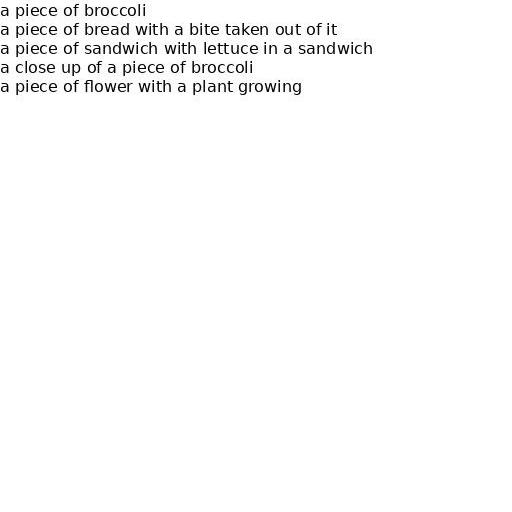 a piece of broccoli
a piece of bread with a bite taken out of it
a piece of sandwich with lettuce in a sandwich
a close up of a piece of broccoli
a piece of flower with a plant growing